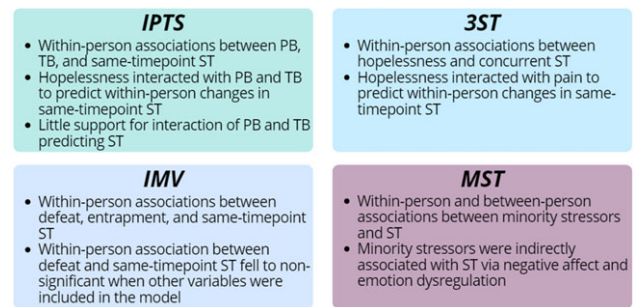 IPTS
• Within-person associations between PB,
TB, and same-timepoint ST
• Hopelessness interacted with PB and TB
to predict within-person changes in
same-timepoint ST
• Little support for interaction of PB and TB
predicting ST
3ST
• Within-person associations between
hopelessness and concurrent ST
• Hopelessness interacted with pain to
predict within-person changes in same-
timepoint ST
IMV
• Within-person associations between
defeat, entrapment, and same-timepoint
ST
• Within-person association between
defeat and same-timepoint ST fell to non-
significant when other variables were
included in the model
MST
• Within-person and between-person
associations between minority stressors
and ST
• Minority stressors were indirectly
associated with ST via negative affect and
emotion dysregulation